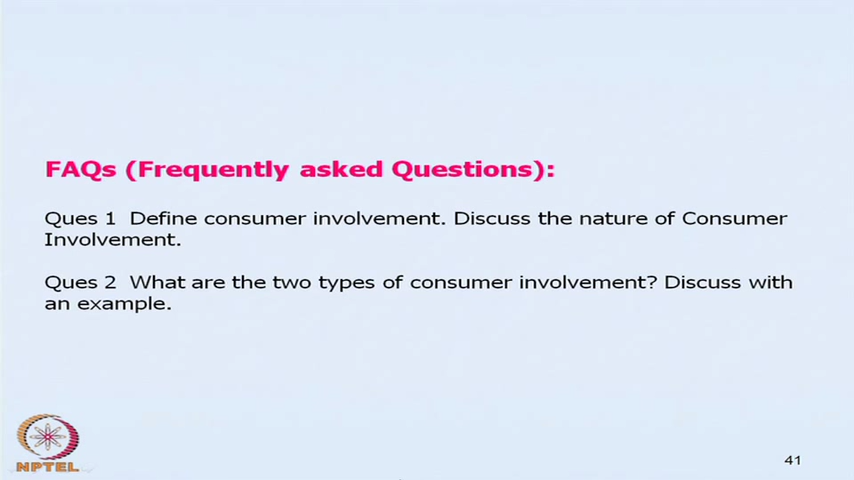 FAQs (Frequently asked Questions):
Ques 1 Define consumer involvement. Discuss the nature of Consumer
Involvement.
Ques 2 What are the two types of consumer involvement? Discuss with
an example.
NPTEL
41